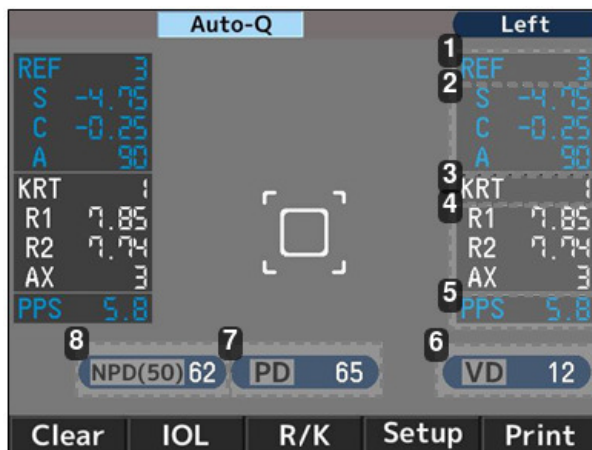 Auto-Q Left
1
REF 3 REF 3
2
S -4.75 S -4.75
C -0.25 C -0.25
A 90 A 90
3
KRT 1 KRT 1
4
R1 7.85 R1 7.85
R2 7.74 R2 7.74
AX 3 AX 3
5
PPS 5.8 PPS 5.8
8 7 6
NPD(50) 62 PD 65 VD 12
Clear IOL R/K Setup Print